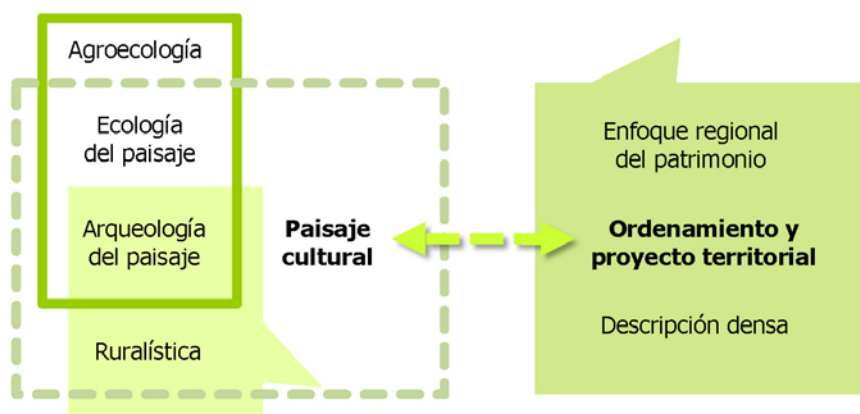 Agroecología
Ecología
del paisaje
Arqueología
del paisaje
Ruralística
Paisaje
cultural
Enfoque regional
del patrimonio
Ordenamiento y
proyecto territorial
Descripción densa